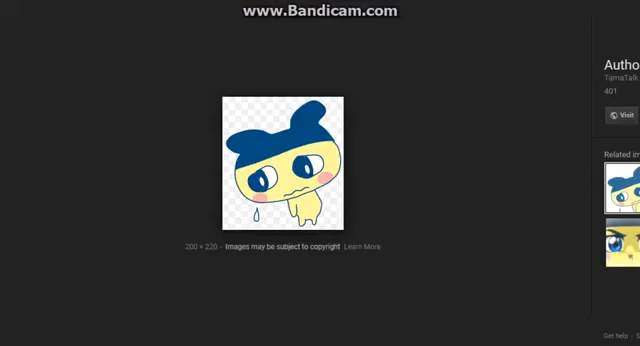 www.Bandicam.com
Autho
TamaTalk
401
Visit
Related im
200 × 220 - Images may be subject to copyright Learn More
Get help
S